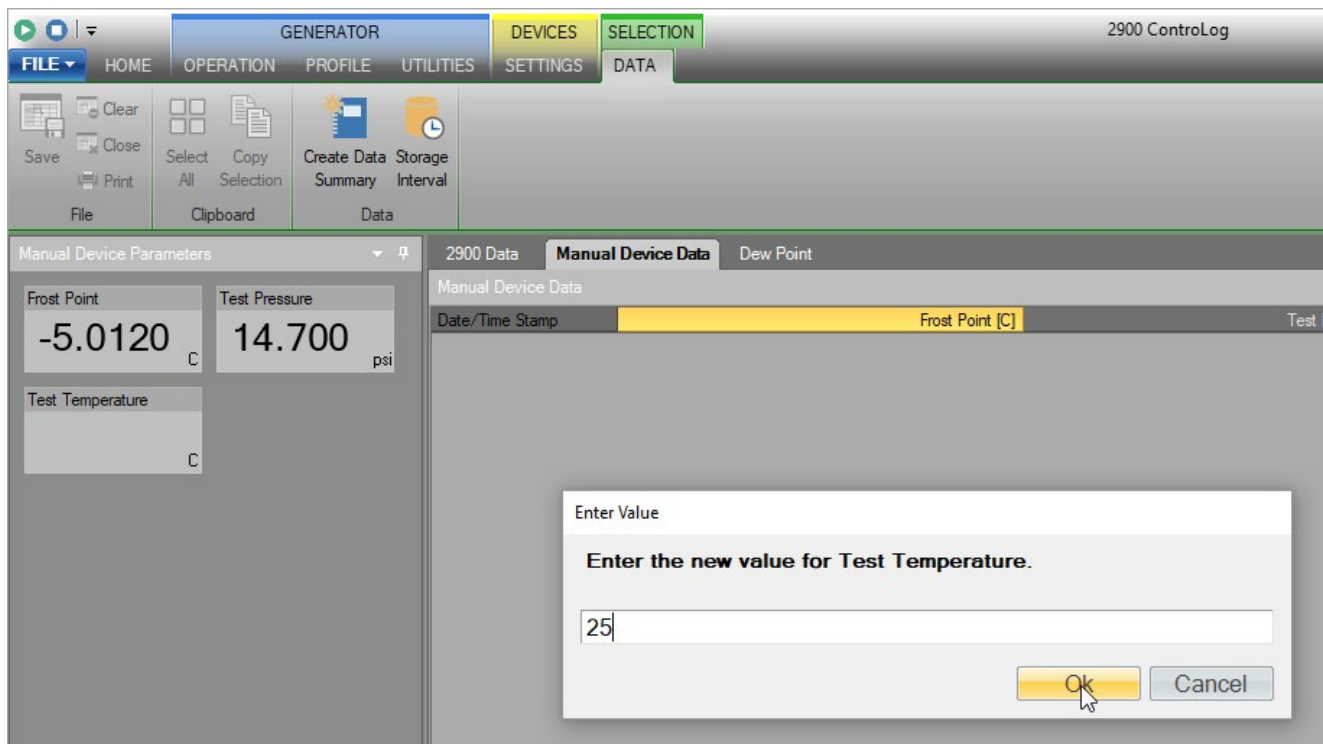 GENERATOR DEVICES SELECTION 2900 ControLog
FILE HOME OPERATION PROFILE UTILITIES SETTINGS DATA
Save
Clear
Close
Print
Select All
Copy Selection
Create Data Summary
Storage Interval
File Clipboard Data
Manual Device Parameters
Frost Point
-5.0120 C
Test Pressure
14.700 psi
Test Temperature
C
2900 Data Manual Device Data Dew Point
Manual Device Data
Date/Time Stamp Frost Point [C] Test
Enter Value
Enter the new value for Test Temperature.
25
Ok Cancel